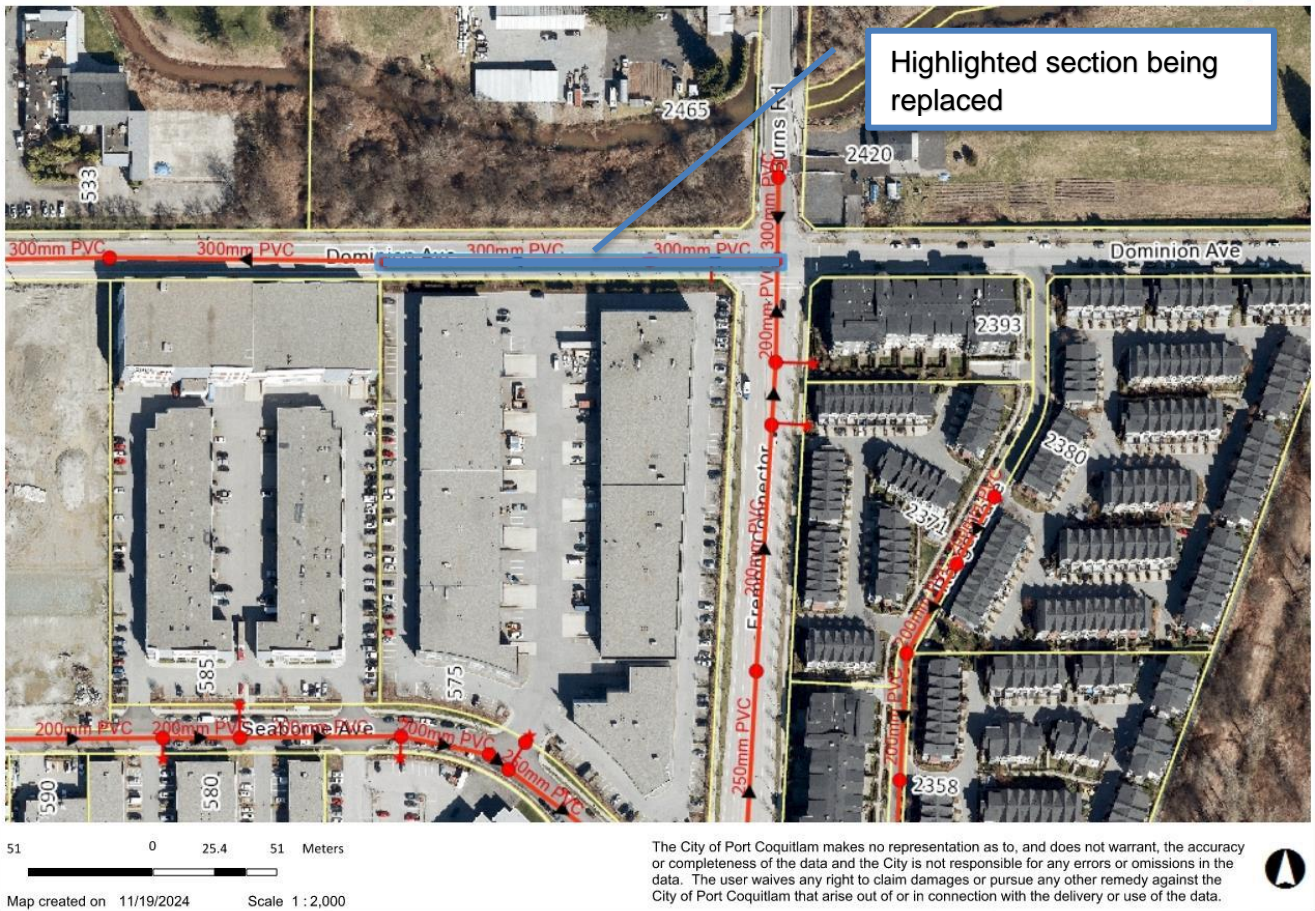 Highlighted section being
replaced
2465
Burns Rd
2420
533
300mm PVC
300mm PVC
300mm PVC
Dominion Ave
300mm PVC
300mm PVC
Dominion Ave
200mm PVC
2393
2380
2371
Fremont Connector
200mm PVC
585
575
200mm PVC
200mm PVC
200mm PVC
Seaborne Ave
200mm PVC
250mm PVC
250mm PVC
200mm PVC
590
580
2358
51 0 25.4 51 Meters
Map created on 11/19/2024 Scale 1 : 2,000
The City of Port Coquitlam makes no representation as to, and does not warrant, the accuracy
or completeness of the data and the City is not responsible for any errors or omissions in the
data. The user waives any right to claim damages or pursue any other remedy against the
City of Port Coquitlam that arise out of or in connection with the delivery or use of the data.